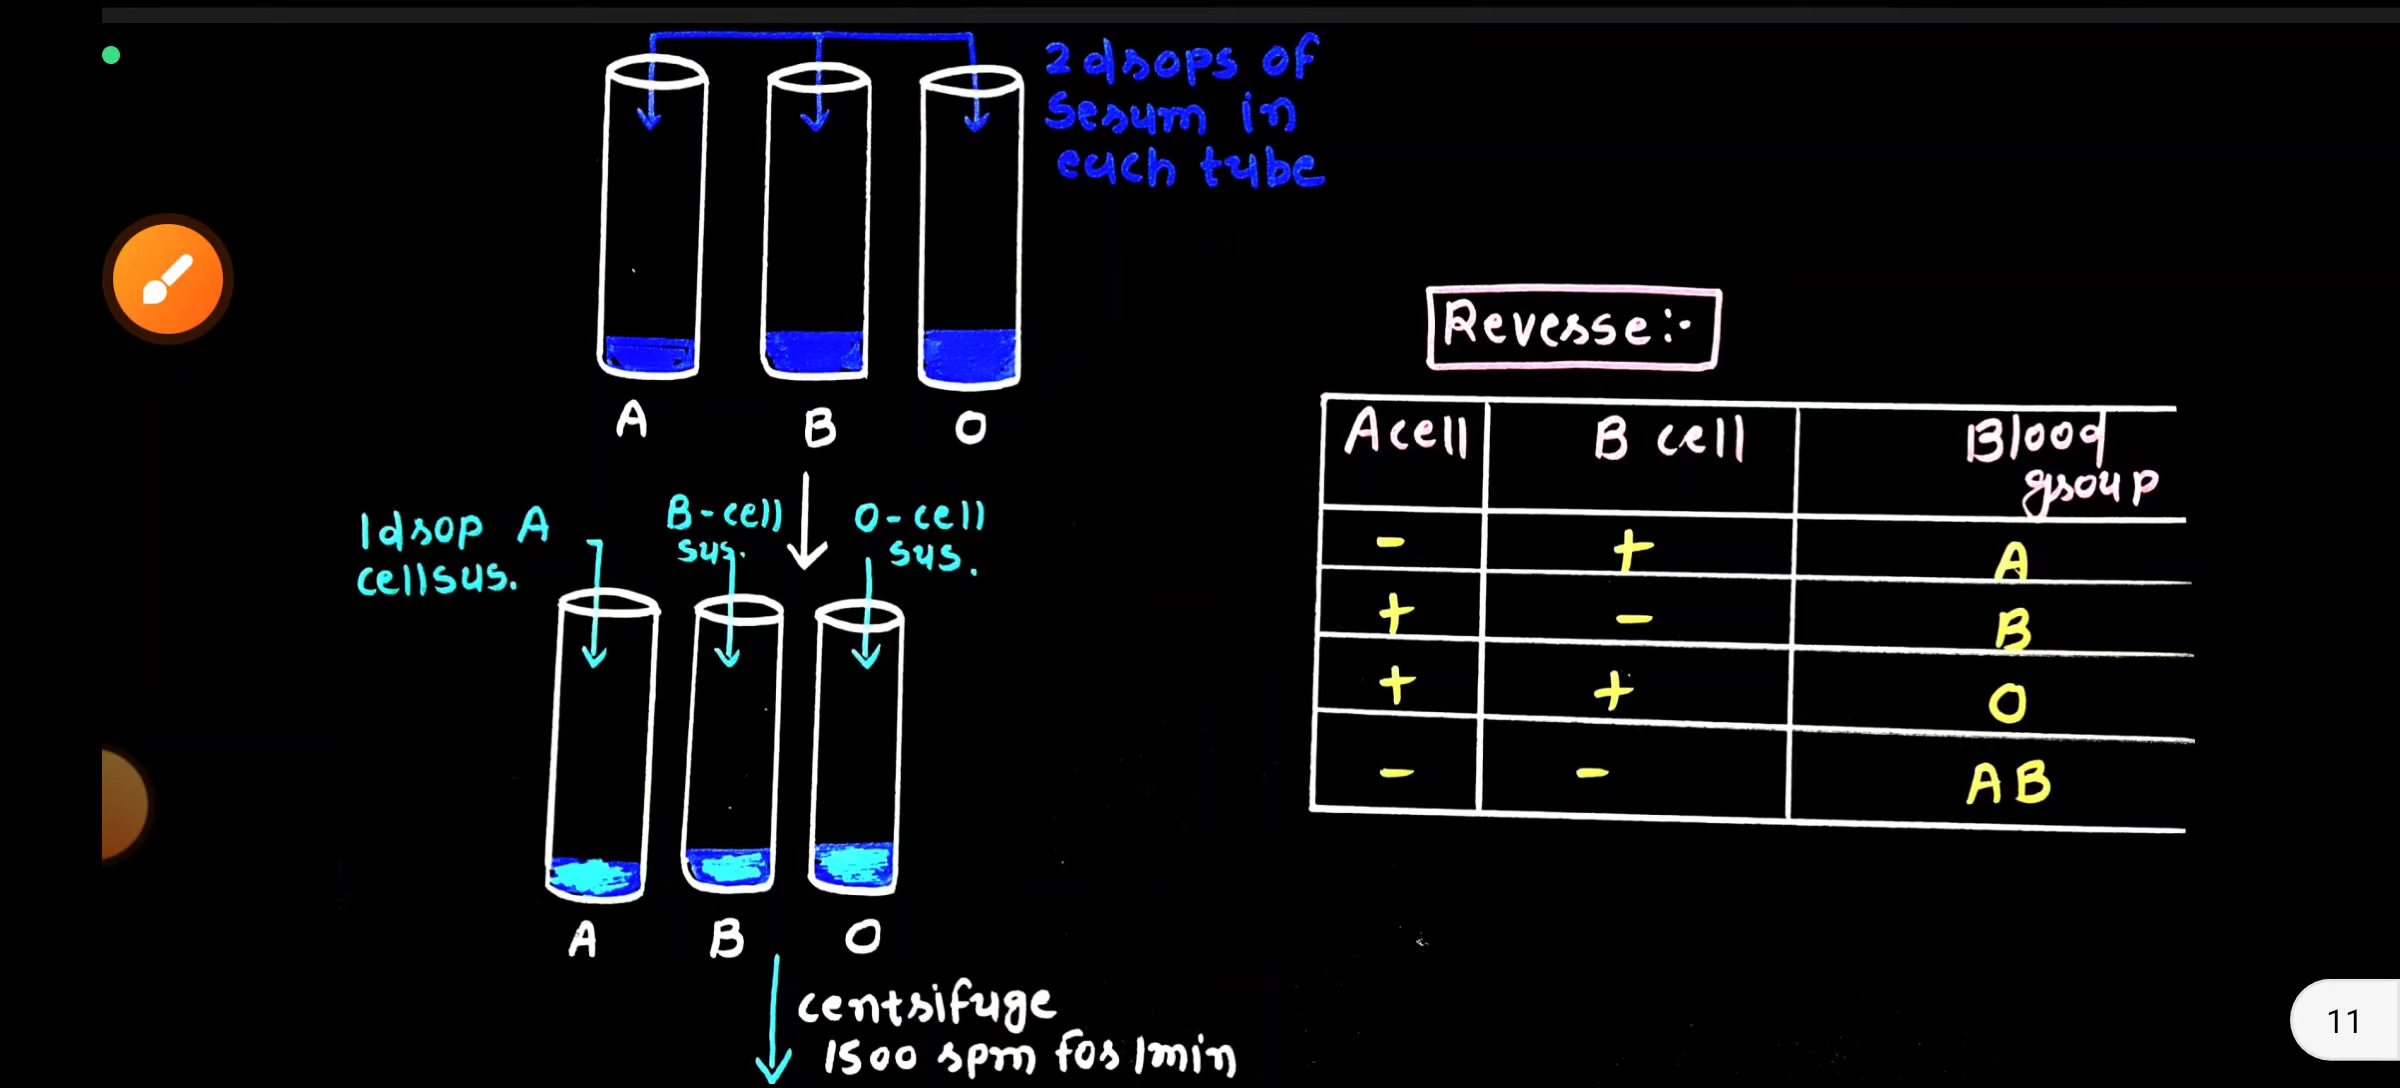 2 drops of
Serum in
each tube
A B O
1 drop A
cell sus.
B-cell
sus.
O-cell
sus.
A B O
centrifuge
1500 rpm for 1 min
Reverse:-
A cell B cell Blood
group
- + A
+ - B
+ + O
- - AB
11